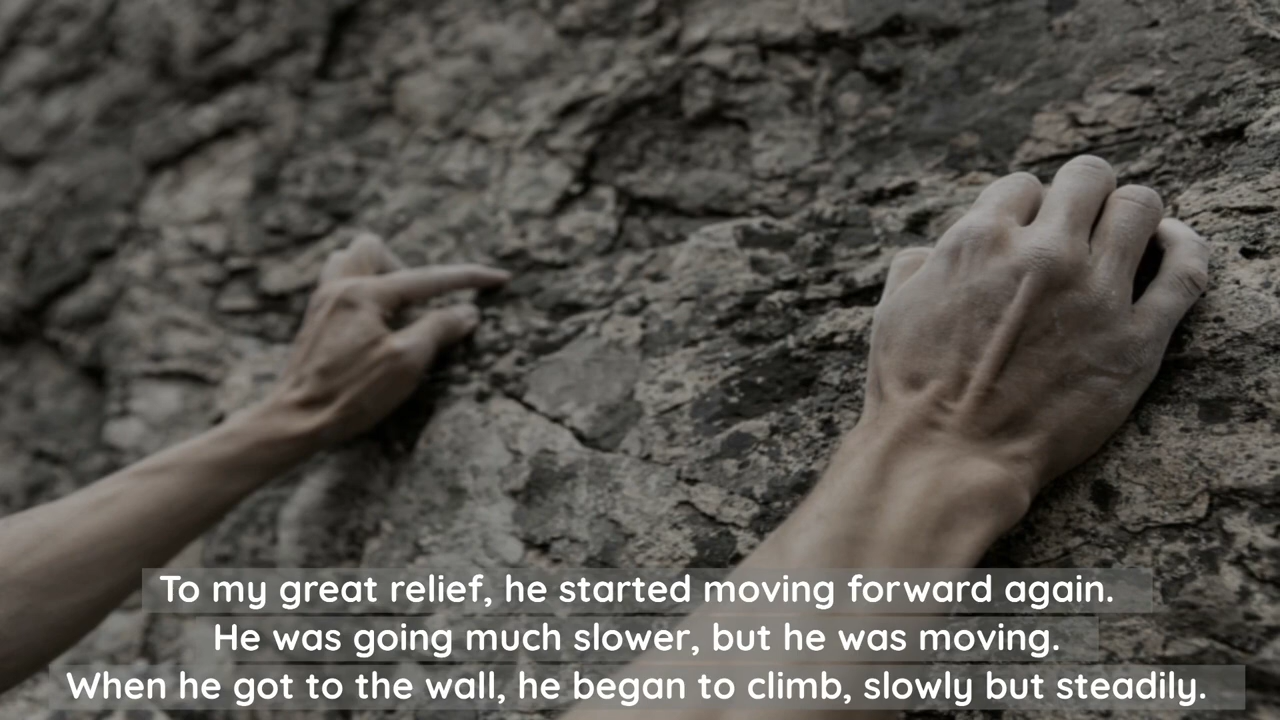 To my great relief, he started moving forward again.
He was going much slower, but he was moving.
When he got to the wall, he began to climb, slowly but steadily.